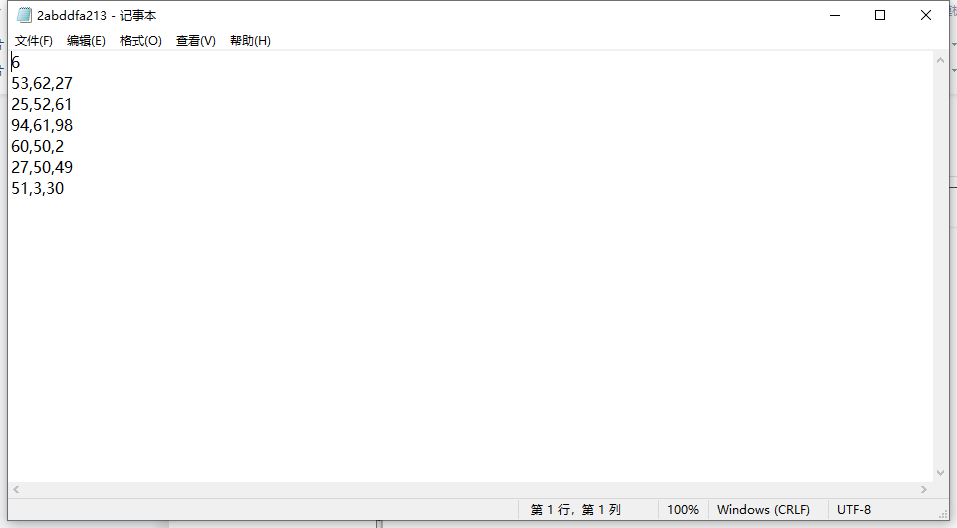 2abddfa213 - 记事本
文件(F) 编辑(E) 格式(O) 查看(V) 帮助(H)
6
53,62,27
25,52,61
94,61,98
60,50,2
27,50,49
51,3,30
第 1 行，第 1 列 100% Windows (CRLF) UTF-8